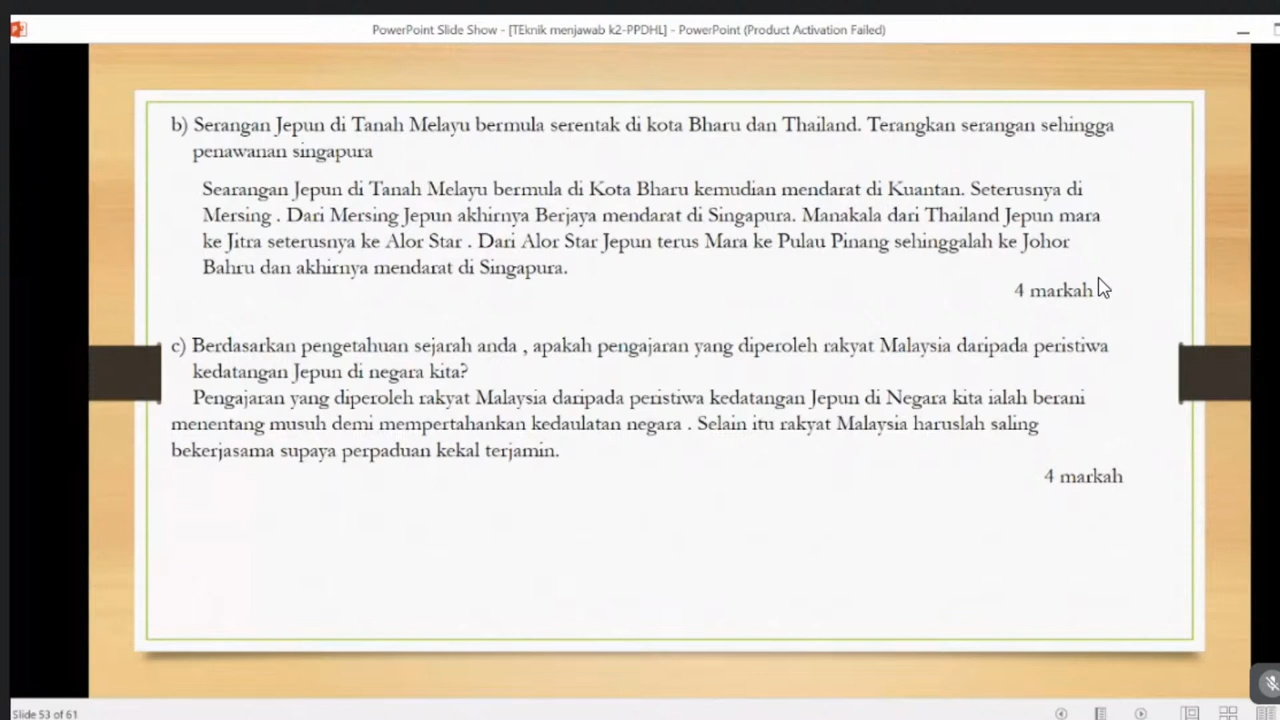 PowerPoint Slide Show - [TEknik menjawab k2-PPDHL] - PowerPoint (Product Activation Failed)
b) Serangan Jepun di Tanah Melayu bermula serentak di kota Bharu dan Thailand. Terangkan serangan sehingga
penawanan singapura
Searangan Jepun di Tanah Melayu bermula di Kota Bharu kemudian mendarat di Kuantan. Seterusnya di
Mersing . Dari Mersing Jepun akhirnya Berjaya mendarat di Singapura. Manakala dari Thailand Jepun mara
ke Jitra seterusnya ke Alor Star . Dari Alor Star Jepun terus Mara ke Pulau Pinang sehinggalah ke Johor
Bahru dan akhirnya mendarat di Singapura.
4 markah
c) Berdasarkan pengetahuan sejarah anda , apakah pengajaran yang diperoleh rakyat Malaysia daripada peristiwa
kedatangan Jepun di negara kita?
Pengajaran yang diperoleh rakyat Malaysia daripada peristiwa kedatangan Jepun di Negara kita ialah berani
menentang musuh demi mempertahankan kedaulatan negara . Selain itu rakyat Malaysia haruslah saling
bekerjasama supaya perpaduan kekal terjamin.
4 markah
Slide 53 of 61